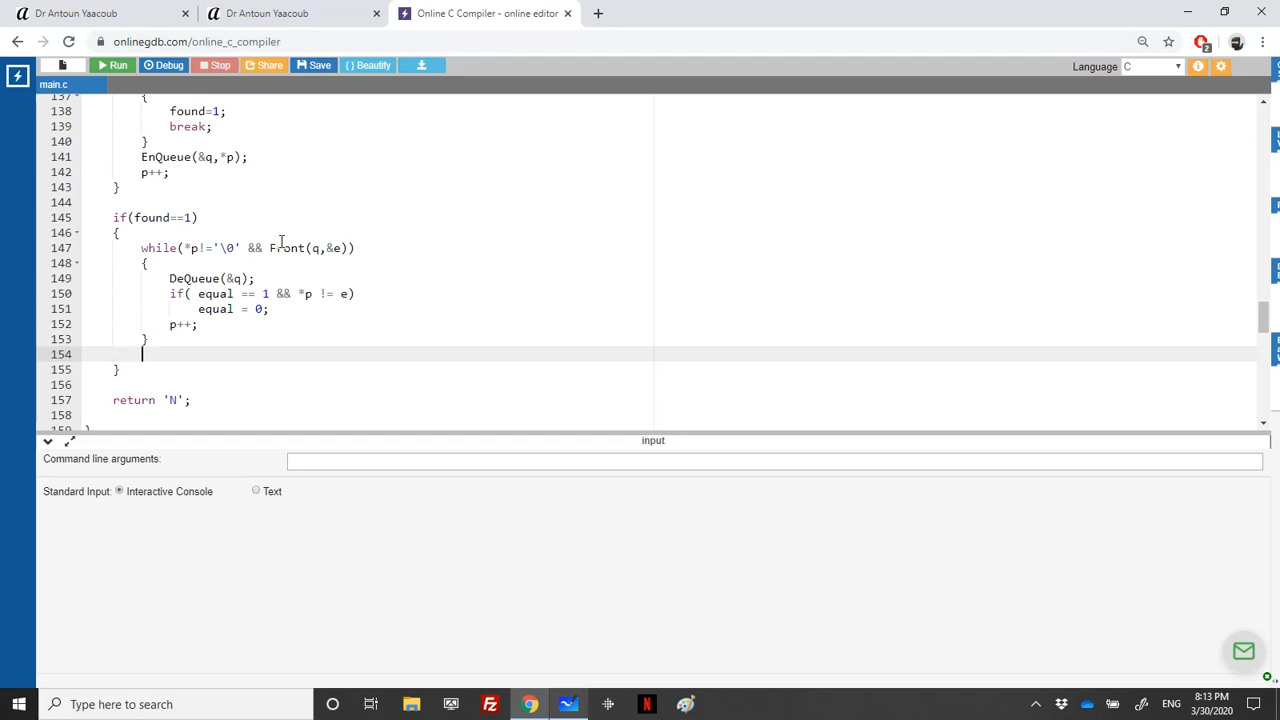 Dr Antoun Yaacoub
Dr Antoun Yaacoub
Online C Compiler - online editor
onlinegdb.com/online_c_compiler
2
Run
Debug
Stop
Share
Save
{ } Beautify
Language C
main.c
137 {
138 found=1;
139 break;
140 }
141 EnQueue(&q,*p);
142 p++;
143 }
144
145 if(found==1)
146 {
147 while(*p!='\0' && Front(q,&e))
148 {
149 DeQueue(&q);
150 if( equal == 1 && *p != e)
151 equal = 0;
152 p++;
153 }
154
155 }
156
157 return 'N';
158
159 }
input
Command line arguments:
Standard Input: Interactive Console Text
Type here to search
ENG
8:13 PM
3/30/2020